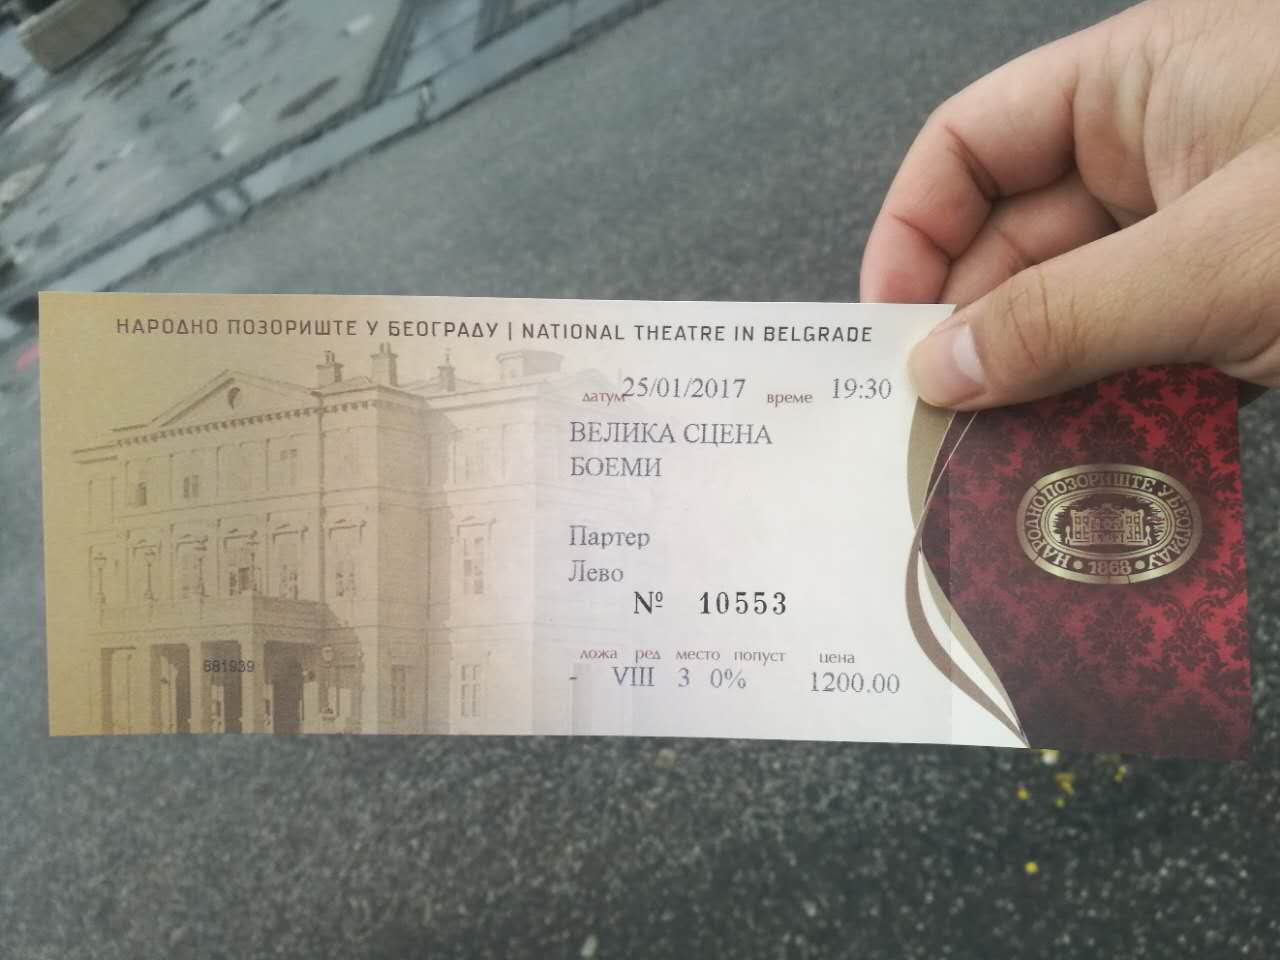 НАРОДНО ПОЗОРИШТЕ У БЕОГРАДУ | NATIONAL THEATRE IN BELGRADE
датум 25/01/2017 време 19:30
ВЕЛИКА СЦЕНА
БОЕМИ
Партер
Лево
№ 10553
ложа ред место попуст цена
- VIII 3 0% 1200.00
681939
НАРОДНО ПОЗОРИШТЕ У БЕОГРАДУ
• 1868 •